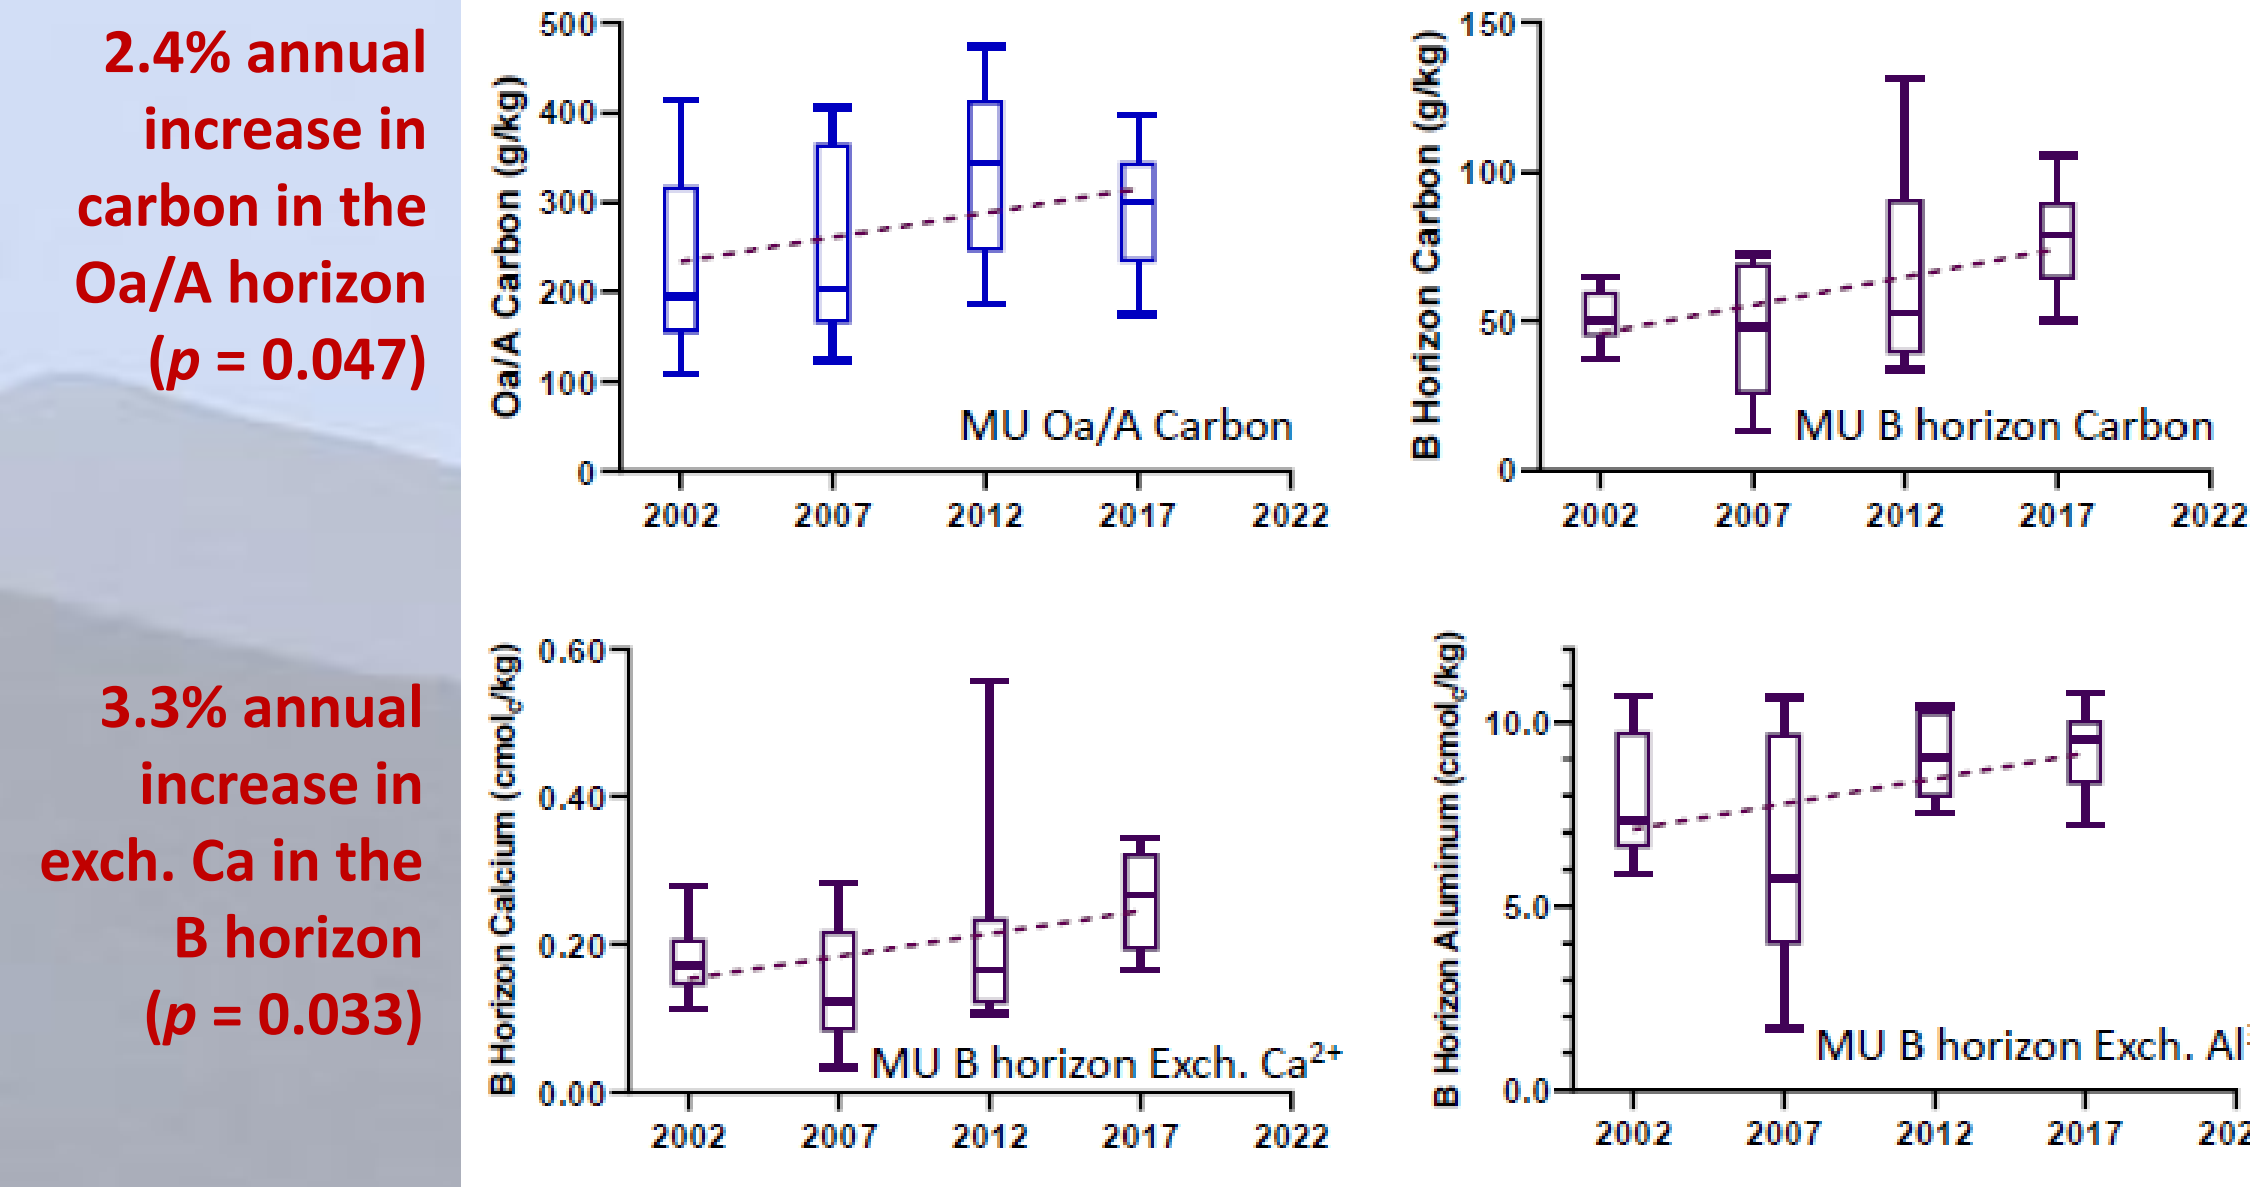 2.4% annual
increase in
carbon in the
Oa/A horizon
(p = 0.047)
Oa/A Carbon (g/kg)
500
400
300
200
100
0
MU Oa/A Carbon
2002 2007 2012 2017 2022
B Horizon Carbon (g/kg)
150
100
50
0
MU B horizon Carbon
2002 2007 2012 2017 2022
3.3% annual
increase in
exch. Ca in the
B horizon
(p = 0.033)
B Horizon Calcium (cmolc/kg)
0.60
0.40
0.20
0.00
MU B horizon Exch. Ca²⁺
2002 2007 2012 2017 2022
B Horizon Aluminum (cmolc/kg)
10.0
5.0
0.0
MU B horizon Exch. Al
2002 2007 2012 2017